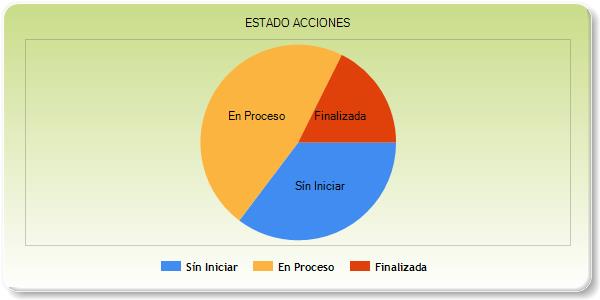 ESTADO ACCIONES
En Proceso
Finalizada
Sín Iniciar
Sín Iniciar En Proceso Finalizada